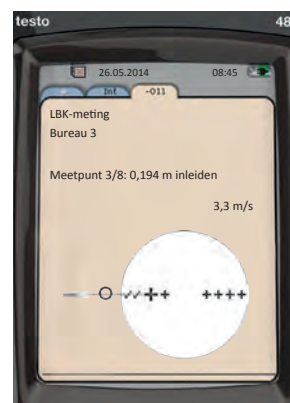 testo 48
26.05.2014 08:45
Int -011
LBK-meting
Bureau 3
Meetpunt 3/8: 0,194 m inleiden
3,3 m/s